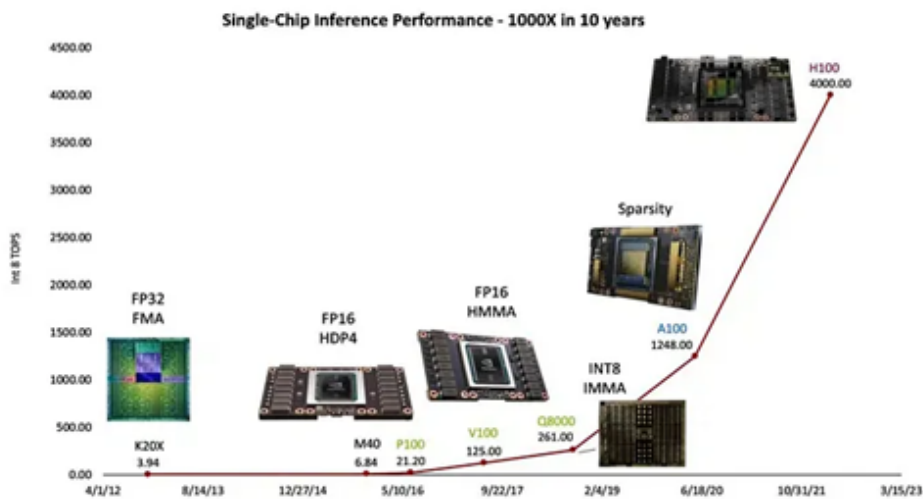 Single-Chip Inference Performance - 1000X in 10 years
4500.00
4000.00
3500.00
3000.00
2500.00
2000.00
1500.00
1000.00
500.00
0.00
Int 8 TOPS
FP32
FMA
K20X
3.94
FP16
HDP4
M40
6.84
P100
21.20
FP16
HMMA
V100
125.00
Q8000
261.00
INT8
IMMA
Sparsity
A100
1248.00
H100
4000.00
4/1/12
8/14/13
12/27/14
5/10/16
9/22/17
2/4/19
6/18/20
10/31/21
3/15/23